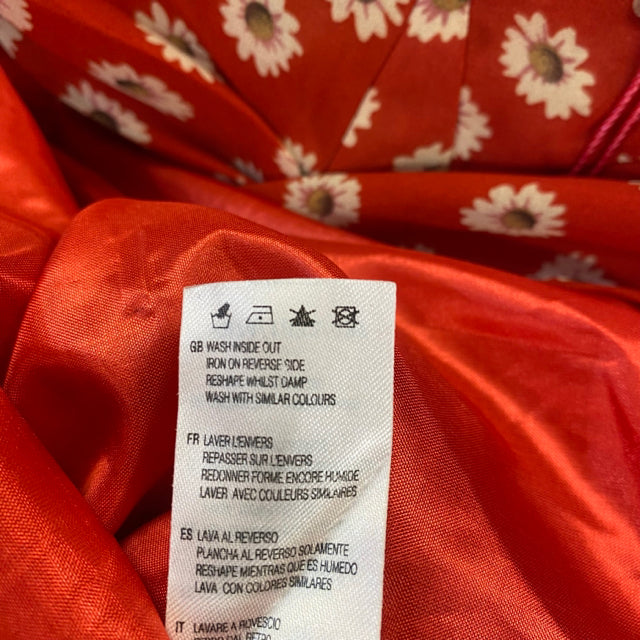 GB WASH INSIDE OUT
IRON ON REVERSE SIDE
RESHAPE WHILST DAMP
WASH WITH SIMILAR COLOURS
FR LAVER L'ENVERS
REPASSER SUR L'ENVERS
REDONNER FORME ENCORE HUMIDE
LAVER AVEC COULEURS SIMILAIRES
ES LAVA AL REVERSO
PLANCHA AL REVERSO SOLAMENTE
RESHAPE MIENTRAS QUE ES HUMEDO
LAVA CON COLORES SIMILARES
IT LAVARE A ROVESCIO